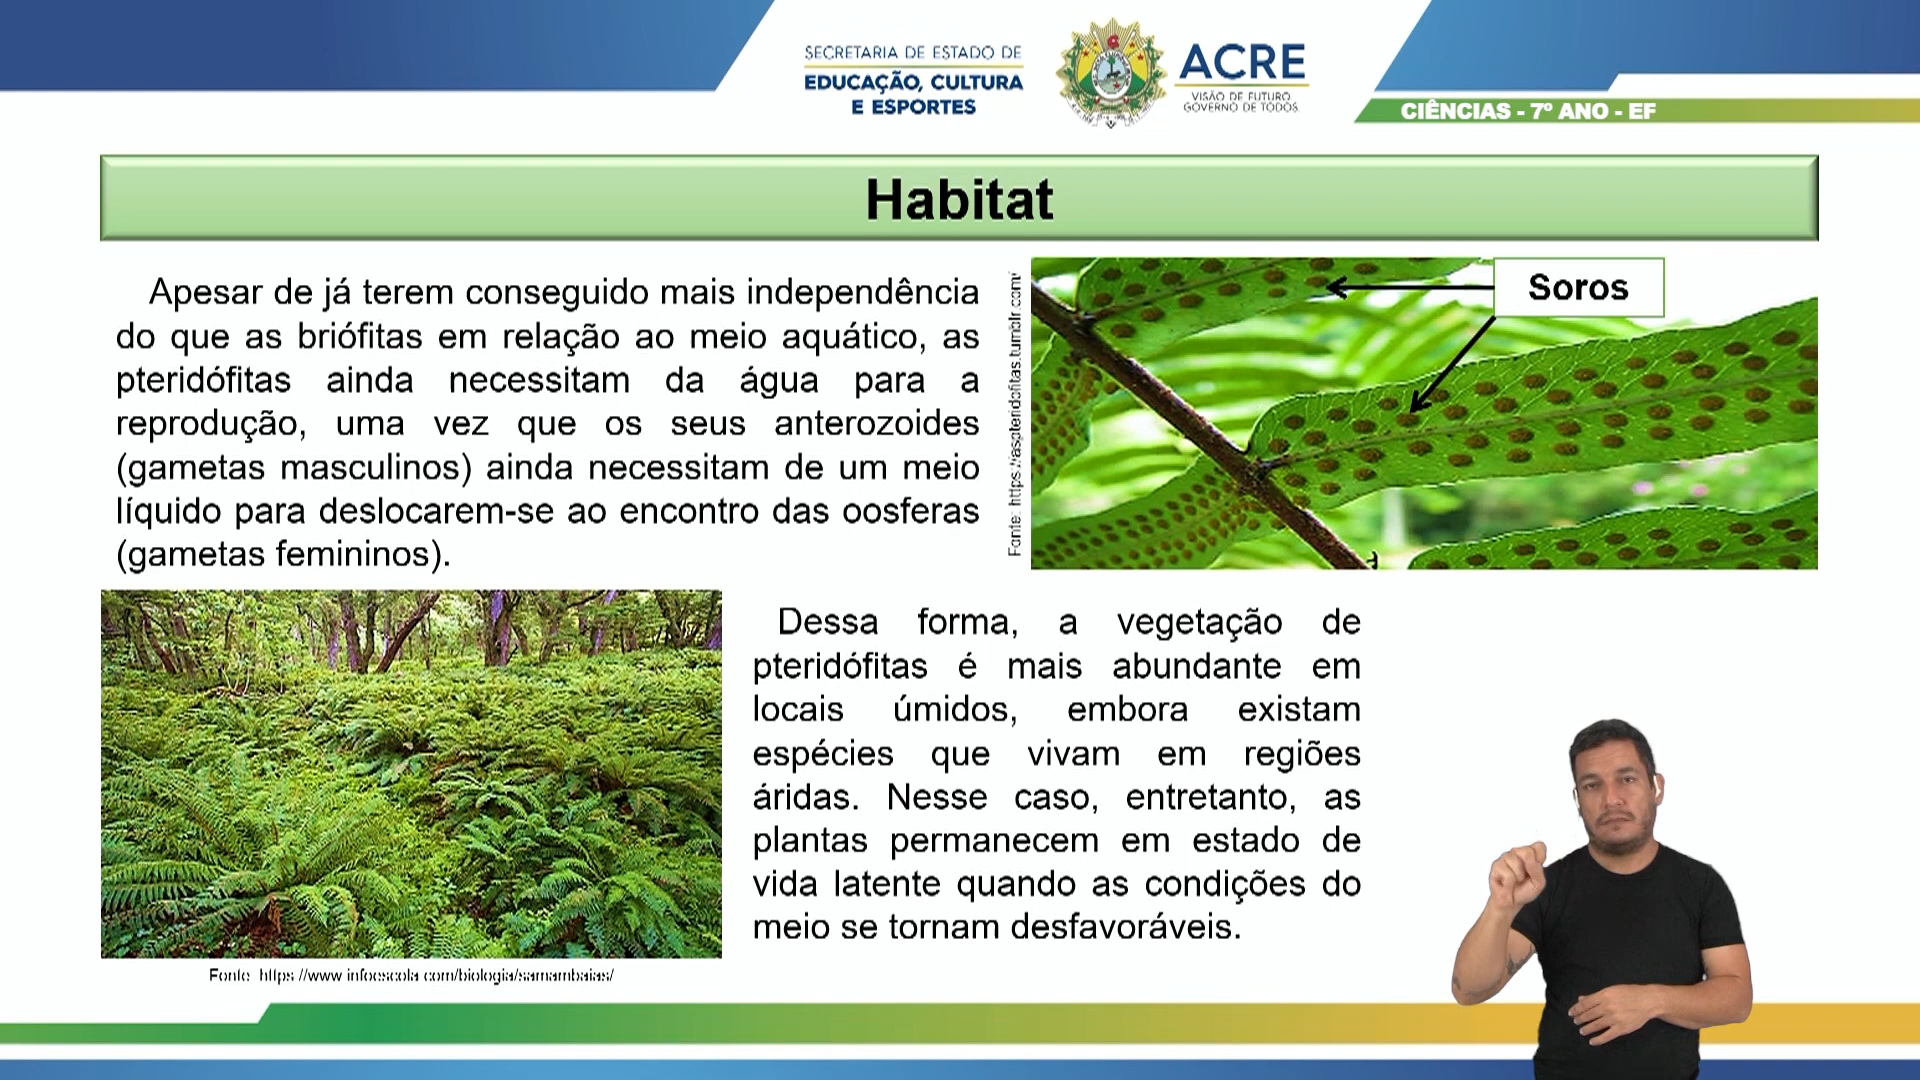 SECRETARIA DE ESTADO DE
EDUCAÇÃO, CULTURA
E ESPORTES
ACRE
VISÃO DE FUTURO.
GOVERNO DE TODOS.
CIÊNCIAS - 7º ANO - EF
Habitat
Apesar de já terem conseguido mais independência
do que as briófitas em relação ao meio aquático, as
pteridófitas ainda necessitam da água para a
reprodução, uma vez que os seus anterozoides
(gametas masculinos) ainda necessitam de um meio
líquido para deslocarem-se ao encontro das oosferas
(gametas femininos).
Fonte: https://aspteridofitas.tumblr.com/
Soros
Dessa forma, a vegetação de
pteridófitas é mais abundante em
locais úmidos, embora existam
espécies que vivam em regiões
áridas. Nesse caso, entretanto, as
plantas permanecem em estado de
vida latente quando as condições do
meio se tornam desfavoráveis.
Fonte: https://www.infoescola.com/biologia/samambaias/